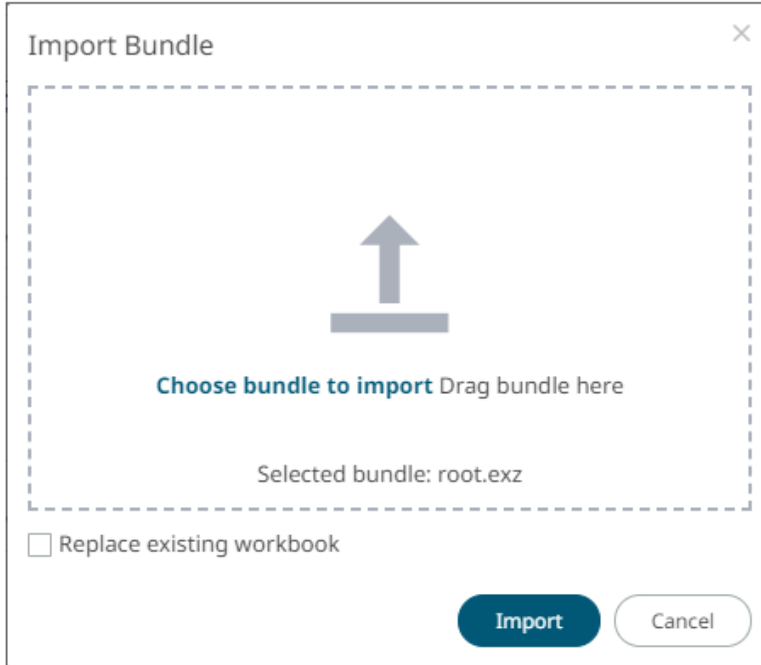 Import Bundle
Choose bundle to import Drag bundle here
Selected bundle: root.exz
Replace existing workbook
Import Cancel